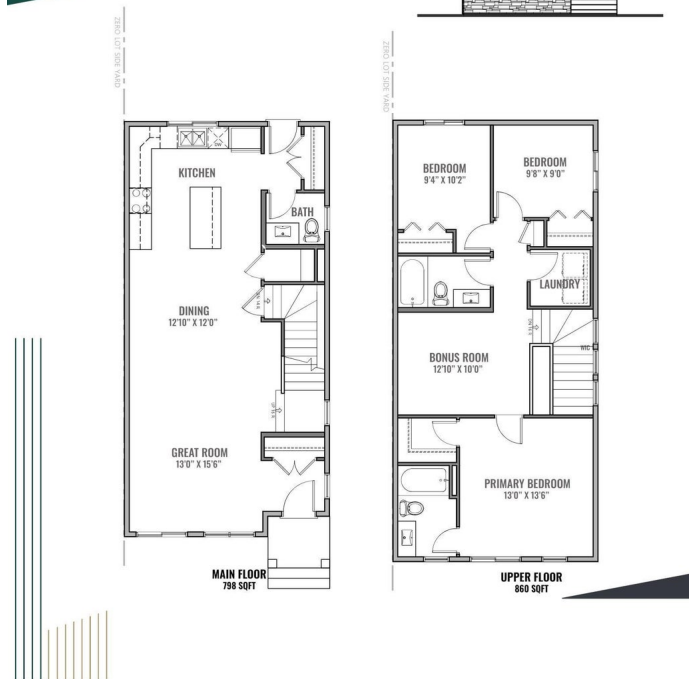 ZERO LOT SIDE YARD
KITCHEN
DW
BATH
DINING
12'10" X 12'0"
GREAT ROOM
13'0" X 15'6"
MAIN FLOOR
798 SQFT
ZERO LOT SIDE YARD
BEDROOM
9'4" X 10'2"
BEDROOM
9'8" X 9'0"
LAUNDRY
BONUS ROOM
12'10" X 10'0"
WIC
PRIMARY BEDROOM
13'0" X 13'6"
UPPER FLOOR
860 SQFT